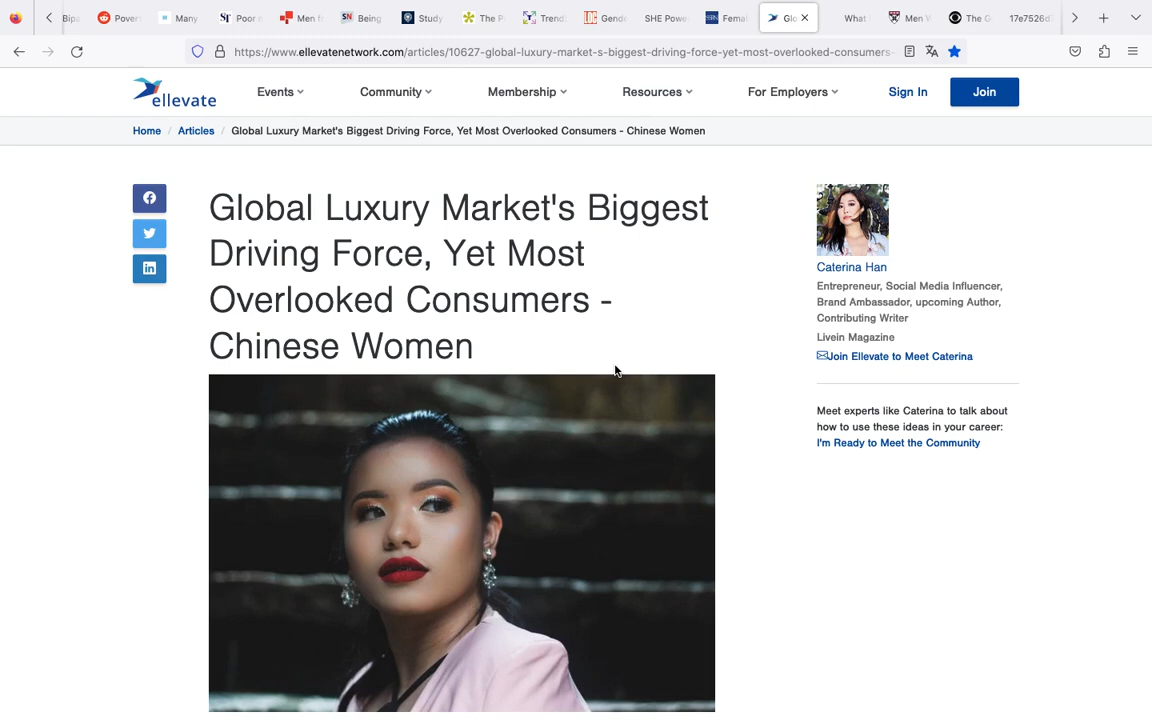 Bipa
Pover
Many
Poor n
Men f
Being
Study
The P
Trend
Gende
SHE Powe
Femal
Glo
What
Men W
The G
17e7526d
https://www.ellevatenetwork.com/articles/10627-global-luxury-market-s-biggest-driving-force-yet-most-overlooked-consumers-
ellevate
Events
Community
Membership
Resources
For Employers
Sign In
Join
Home / Articles / Global Luxury Market's Biggest Driving Force, Yet Most Overlooked Consumers - Chinese Women
Global Luxury Market's Biggest
Driving Force, Yet Most
Overlooked Consumers -
Chinese Women
Caterina Han
Entrepreneur, Social Media Influencer,
Brand Ambassador, upcoming Author,
Contributing Writer
Livein Magazine
Join Ellevate to Meet Caterina
Meet experts like Caterina to talk about
how to use these ideas in your career:
I'm Ready to Meet the Community